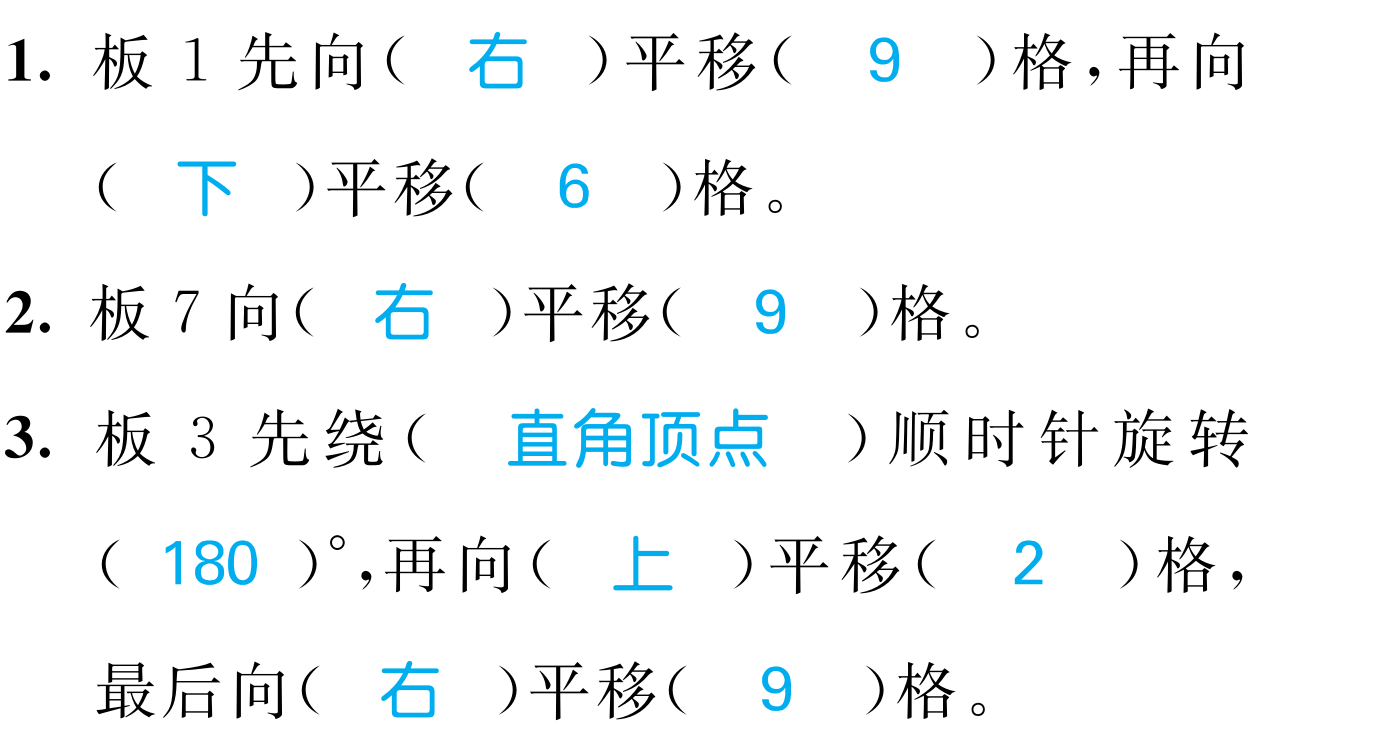 1. 板 1 先向( 右 )平移( 9 )格,再向
( 下 )平移( 6 )格。
2. 板 7 向( 右 )平移( 9 )格。
3. 板 3 先绕( 直角顶点 )顺时针旋转
( 180 )°,再向( 上 )平移( 2 )格,
最后向( 右 )平移( 9 )格。